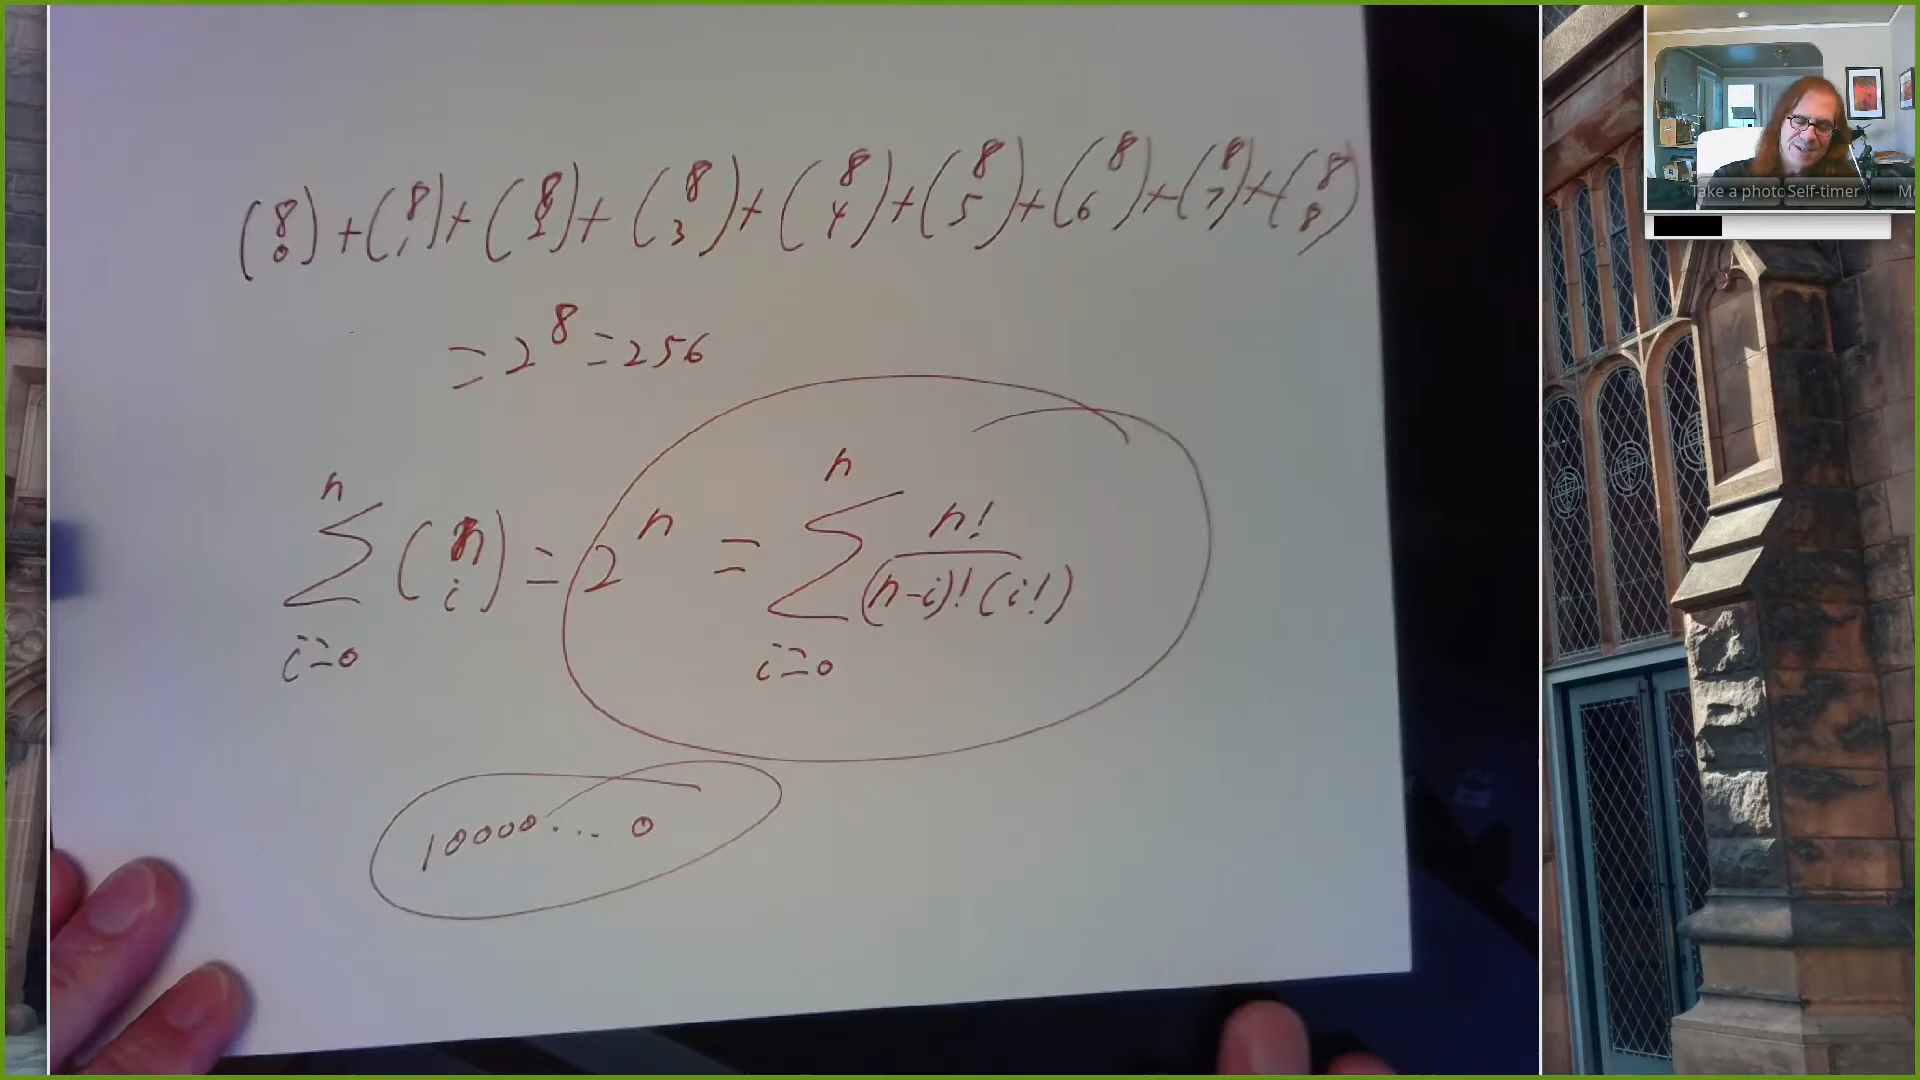 (8 0) + (8 1) + (8 2) + (8 3) + (8 4) + (8 5) + (8 6) + (8 7) + (8 8)
= 2^8 = 256
n ∑ i=0 (n i) = 2^n = n ∑ i=0 n! / (n-i)! (i!)
10000... 0
Take a photo Self-timer